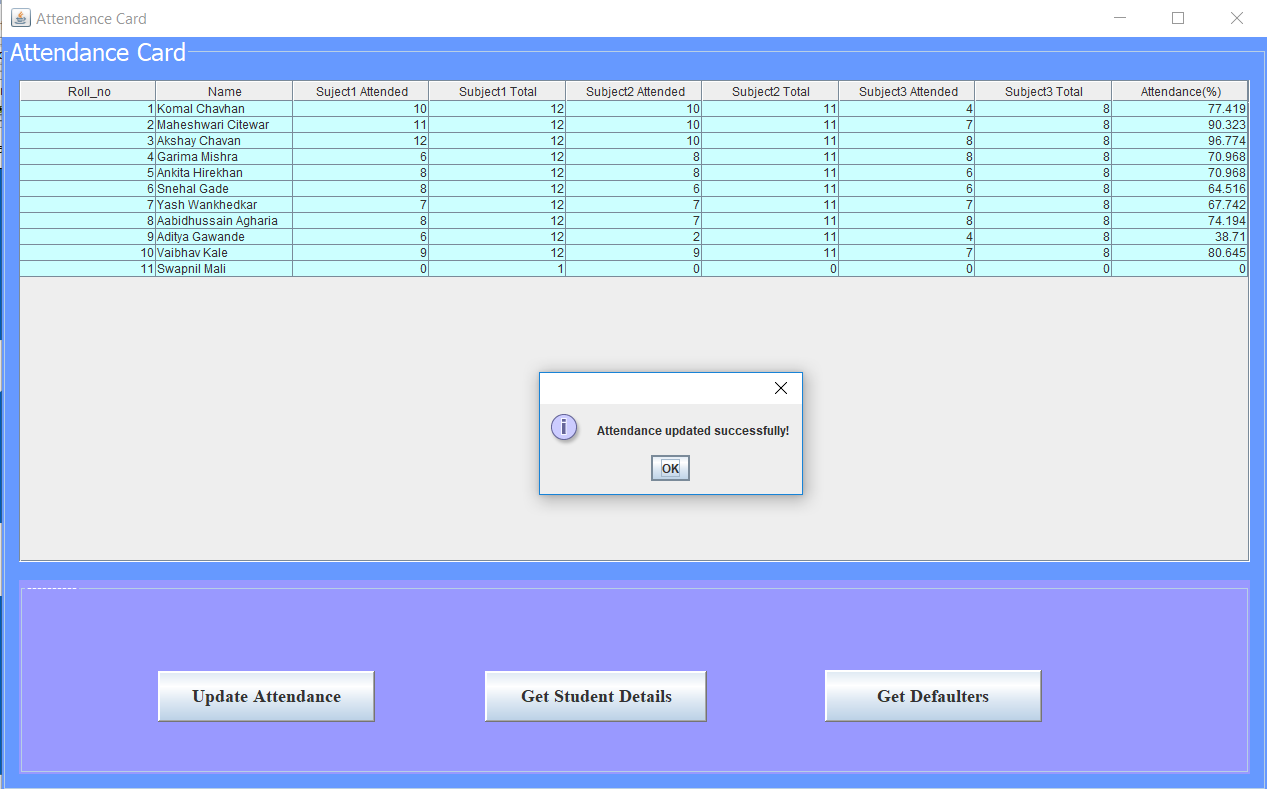 Attendance Card
Attendance Card
Roll_no Name Suject1 Attended Subject1 Total Subject2 Attended Subject2 Total Subject3 Attended Subject3 Total Attendance(%)
1 Komal Chavhan 10 12 10 11 4 8 77.419
2 Maheshwari Citewar 11 12 10 11 7 8 90.323
3 Akshay Chavan 12 12 10 11 8 8 96.774
4 Garima Mishra 6 12 8 11 8 8 70.968
5 Ankita Hirekhan 8 12 8 11 6 8 70.968
6 Snehal Gade 8 12 6 11 6 8 64.516
7 Yash Wankhedkar 7 12 7 11 7 8 67.742
8 Aabidhussain Agharia 8 12 7 11 8 8 74.194
9 Aditya Gawande 6 12 2 11 4 8 38.71
10 Vaibhav Kale 9 12 9 11 7 8 80.645
11 Swapnil Mali 0 1 0 0 0 0 0
Attendance updated successfully!
OK
Update Attendance Get Student Details Get Defaulters